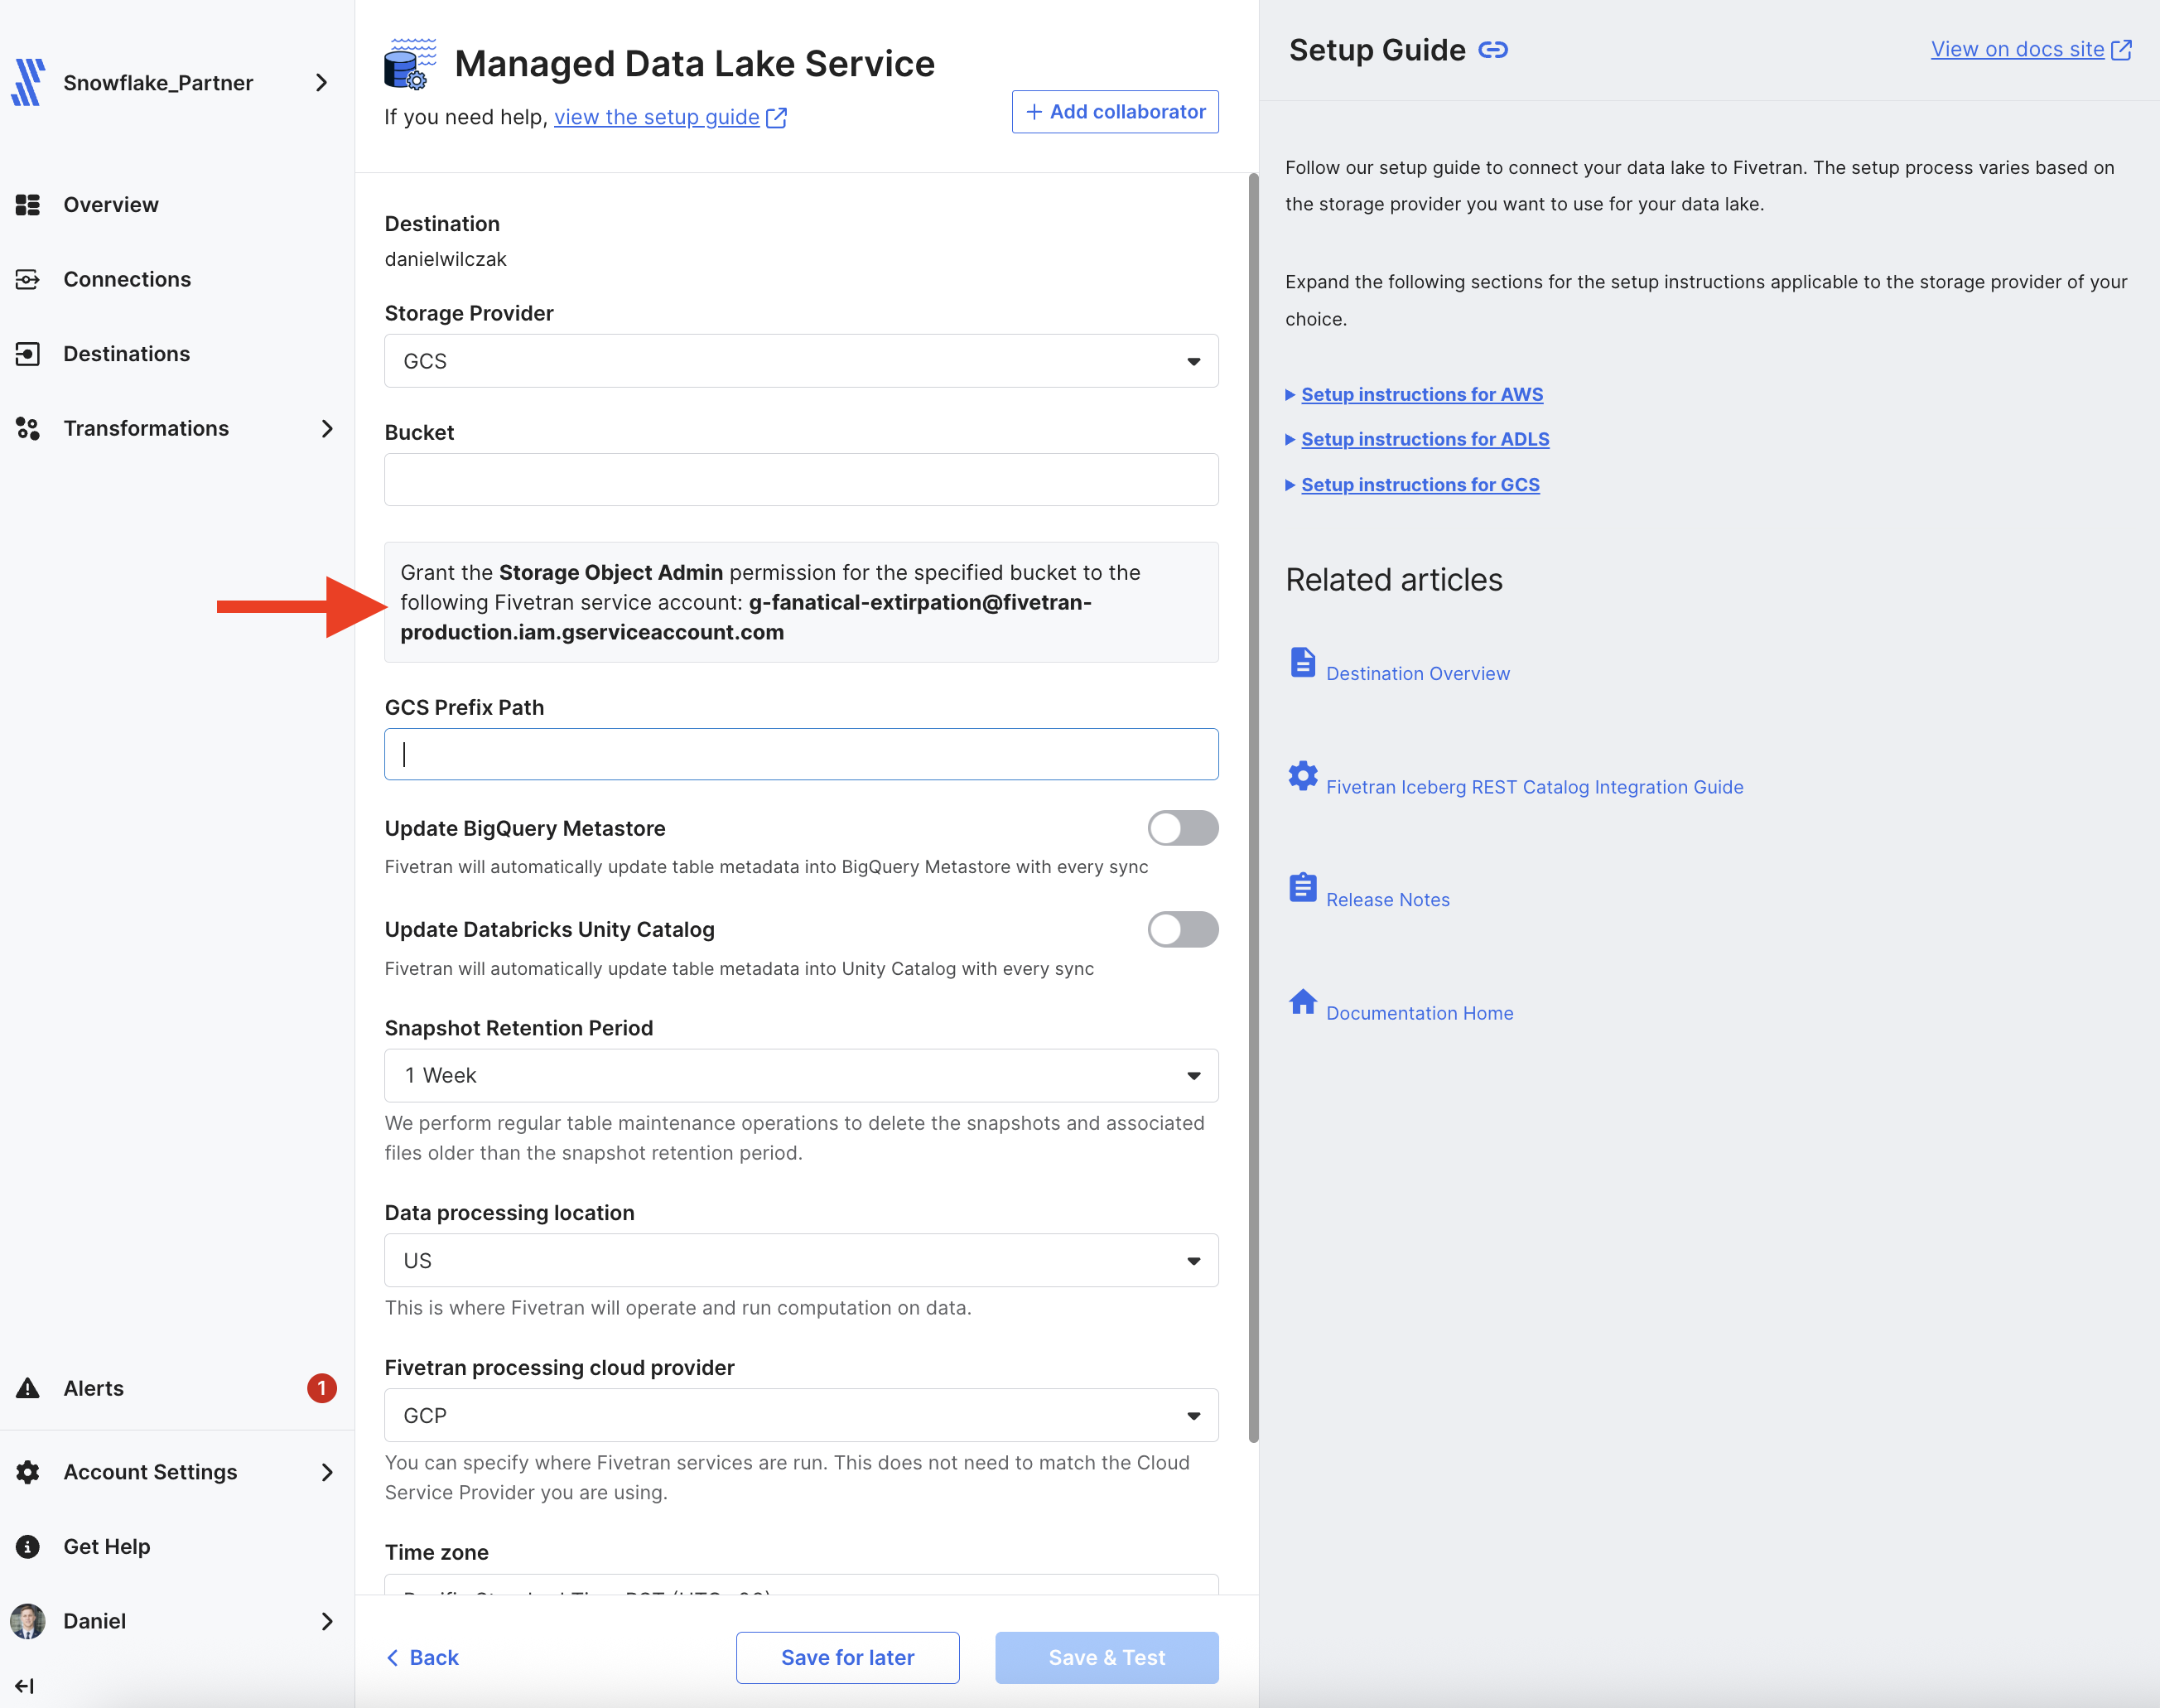 Snowflake_Partner
Overview
Connections
Destinations
Transformations
Alerts
1
Account Settings
Get Help
Daniel
Managed Data Lake Service
If you need help, view the setup guide
+ Add collaborator
Destination
danielwilczak
Storage Provider
GCS
Bucket
Grant the Storage Object Admin permission for the specified bucket to the
following Fivetran service account: g-fanatical-extirpation@fivetran-
production.iam.gserviceaccount.com
GCS Prefix Path
Update BigQuery Metastore
Fivetran will automatically update table metadata into BigQuery Metastore with every sync
Update Databricks Unity Catalog
Fivetran will automatically update table metadata into Unity Catalog with every sync
Snapshot Retention Period
1 Week
We perform regular table maintenance operations to delete the snapshots and associated
files older than the snapshot retention period.
Data processing location
US
This is where Fivetran will operate and run computation on data.
Fivetran processing cloud provider
GCP
You can specify where Fivetran services are run. This does not need to match the Cloud
Service Provider you are using.
Time zone
Back
Save for later
Save & Test
Setup Guide
View on docs site
Follow our setup guide to connect your data lake to Fivetran. The setup process varies based on
the storage provider you want to use for your data lake.
Expand the following sections for the setup instructions applicable to the storage provider of your
choice.
Setup instructions for AWS
Setup instructions for ADLS
Setup instructions for GCS
Related articles
Destination Overview
Fivetran Iceberg REST Catalog Integration Guide
Release Notes
Documentation Home